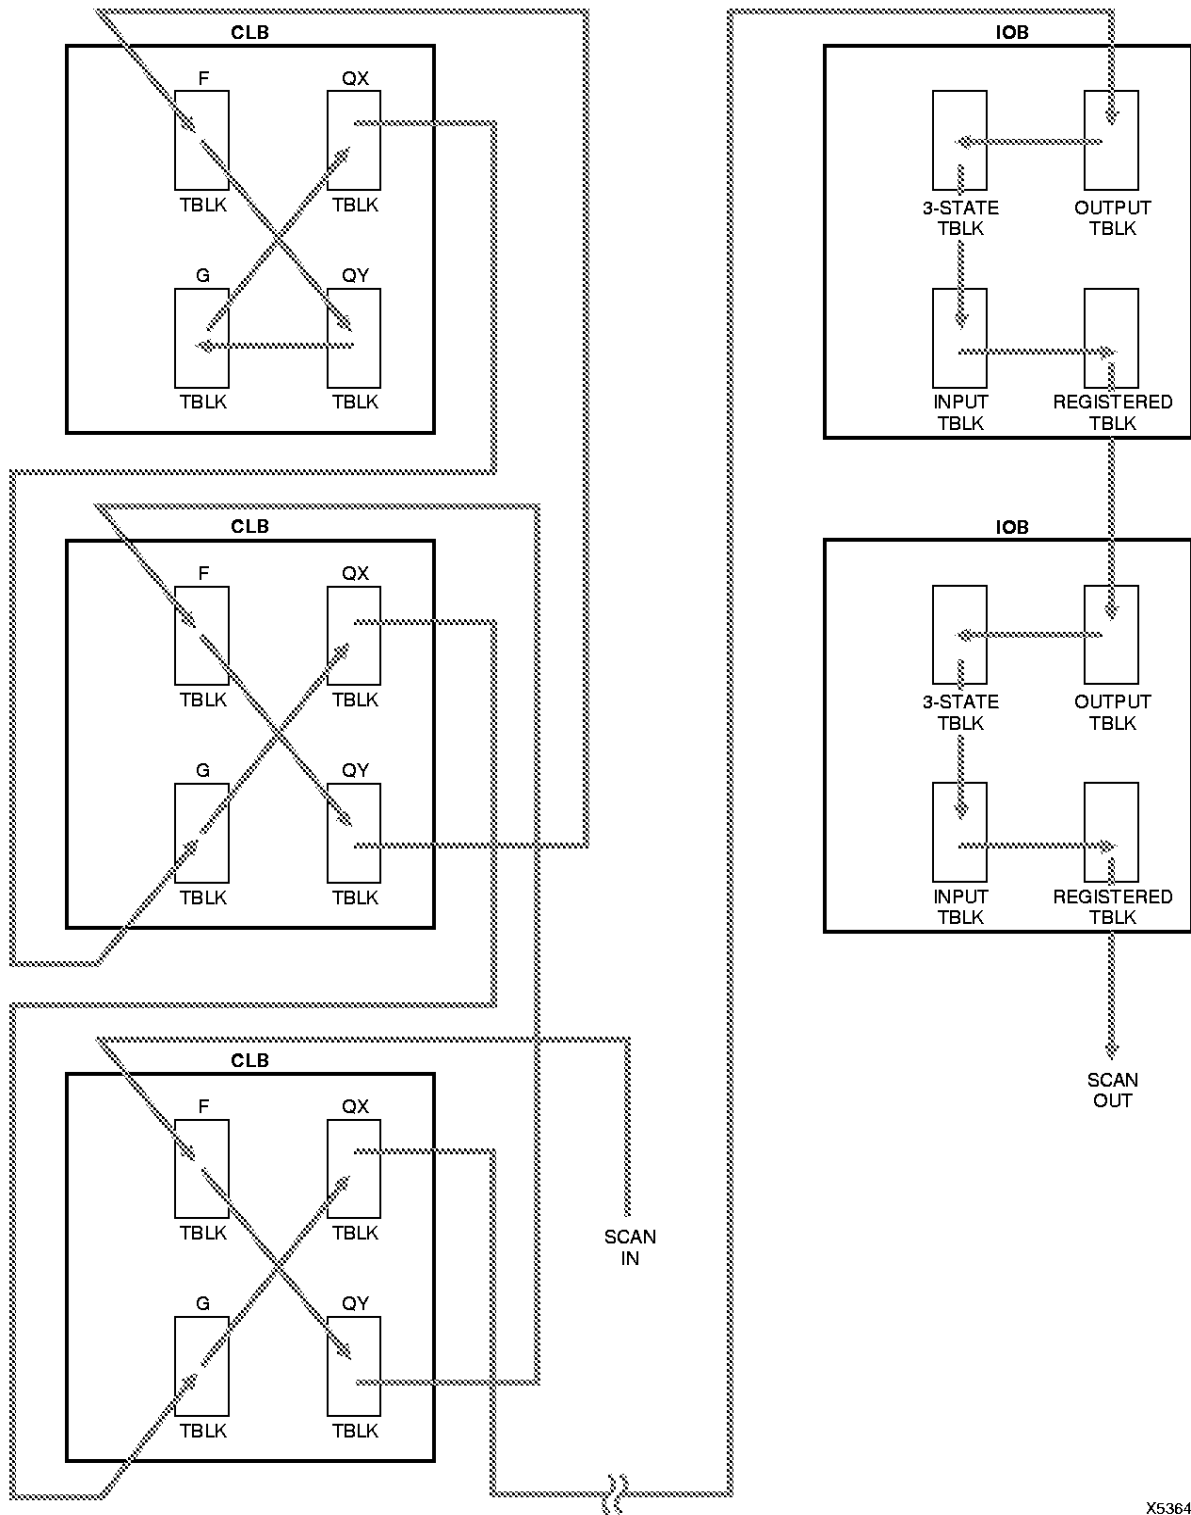 CLB
F QX
TBLK TBLK
G QY
TBLK TBLK
CLB
F QX
TBLK TBLK
G QY
TBLK TBLK
CLB
F QX
TBLK TBLK
G QY
TBLK TBLK
SCAN
IN
IOB
3-STATE OUTPUT
TBLK TBLK
INPUT REGISTERED
TBLK TBLK
IOB
3-STATE OUTPUT
TBLK TBLK
INPUT REGISTERED
TBLK TBLK
SCAN
OUT
X5364